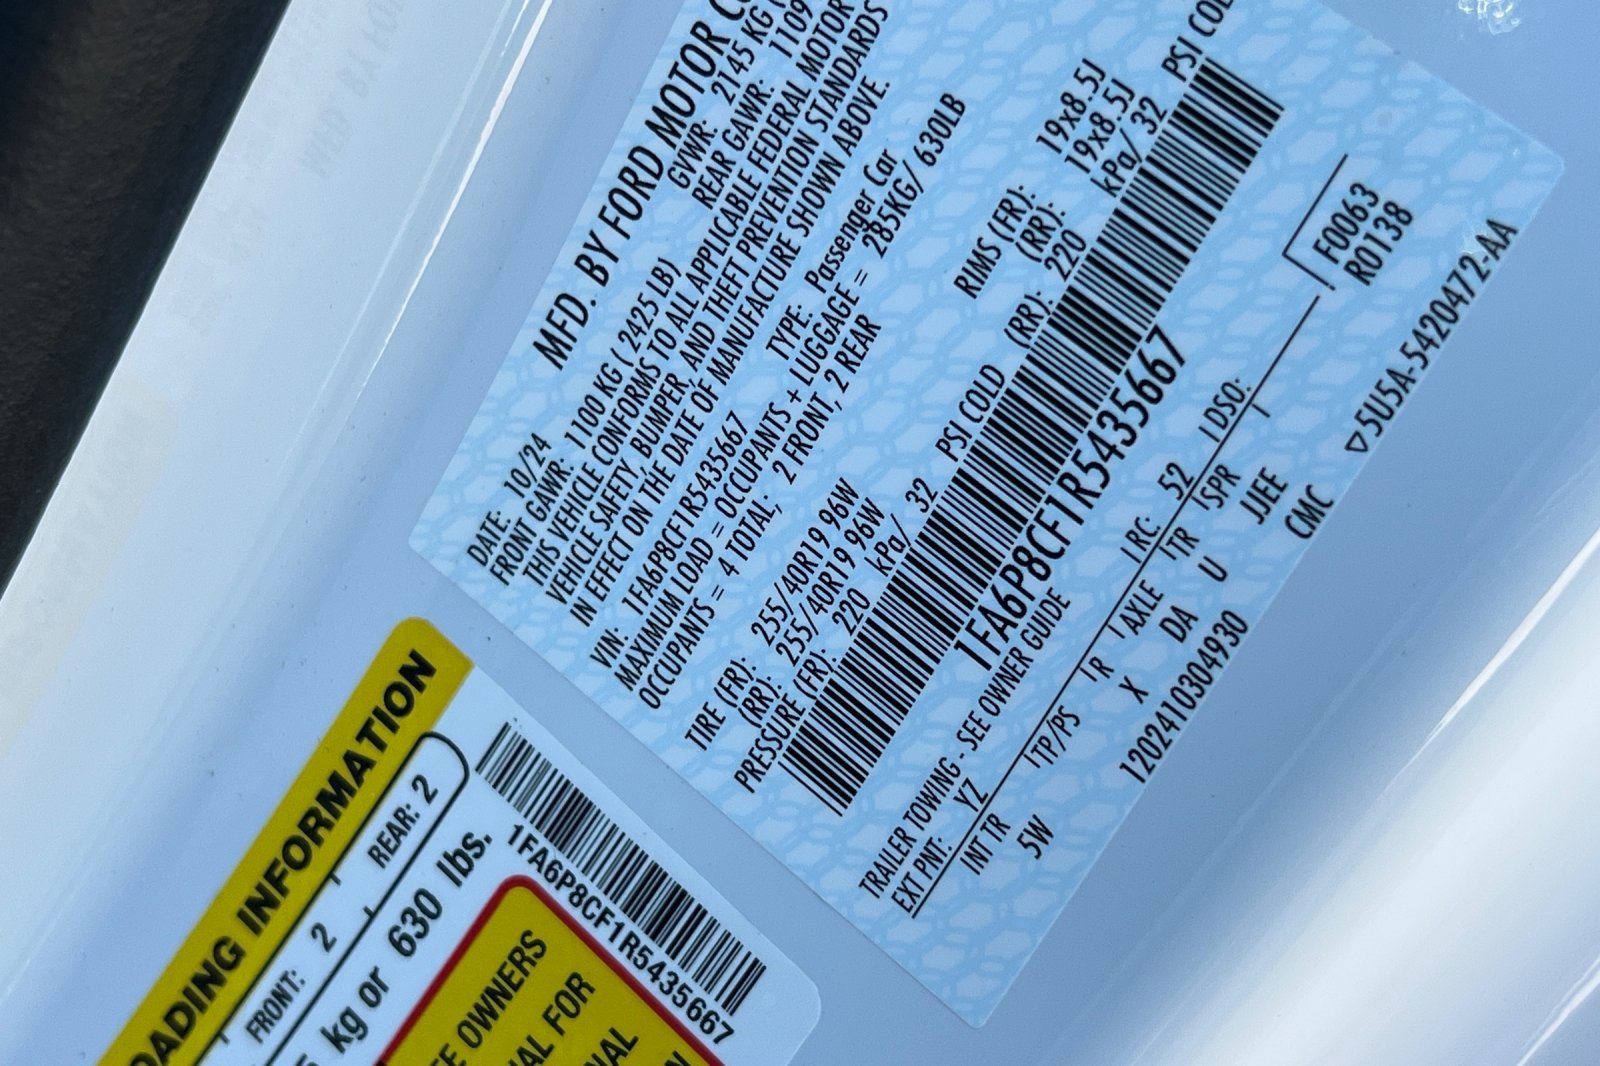 MFD. BY FORD MOTOR
DATE: 10/24 GVWR: 2145 KG
FRONT GAWR: 1100 KG ( 2425 LB) REAR GAWR: 1109
THIS VEHICLE CONFORMS TO ALL APPLICABLE FEDERAL MOTOR
VEHICLE SAFETY, BUMPER, AND THEFT PREVENTION STANDARDS
IN EFFECT ON THE DATE OF MANUFACTURE SHOWN ABOVE.
VIN: 1FA6P8CF1R5435667 TYPE: Passenger Car
MAXIMUM LOAD = OCCUPANTS + LUGGAGE = 285KG/ 630LB
OCCUPANTS = 4 TOTAL; 2 FRONT, 2 REAR
TIRE (FR): 255/40R19 96W RIMS (FR): 19x8.5J
(RR): 255/40R19 96W (RR): 19x8.5J
PRESSURE (FR): 220 kPa/ 32 PSI COLD (RR): 220 kPa/ 32 PSI COLD
1FA6P8CF1R5435667
TRAILER TOWING - SEE OWNER GUIDE
EXT PNT: YZ RC: 52 DSO: F0063
INT TR TP/PS R AXLE TR SPR R0138
5W X DA U JJEE
120241030493​0 CMC ▽5U5A-5420472-AA
LOADING INFORMATION
FRONT: 2 REAR: 2
kg or 630 lbs.
1FA6P8CF1R5435667
OWNERS
FOR